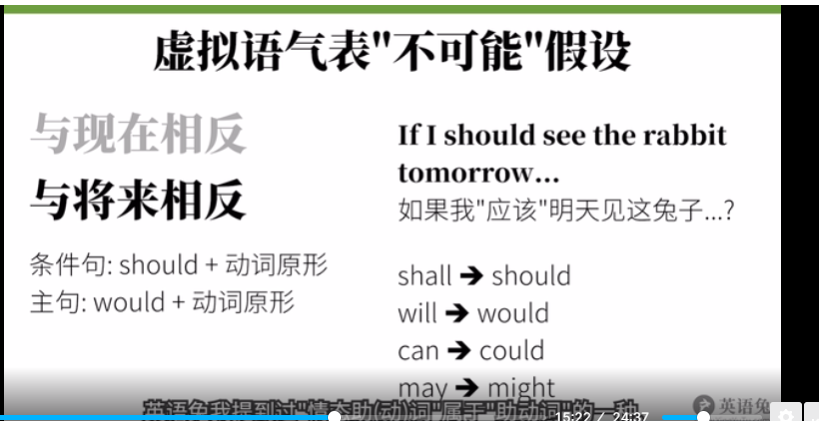 虚拟语气表"不可能"假设
与现在相反
与将来相反
条件句: should + 动词原形
主句: would + 动词原形
If I should see the rabbit
tomorrow...
如果我"应该"明天见这兔子...?
shall → should
will → would
can → could
may → might
英语兔我提到过"情态助(动)词"属于"助动词"的一种
15:22 / 24:37
英语兔